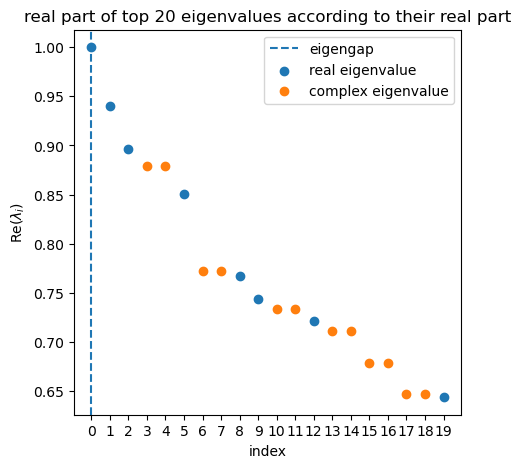 real part of top 20 eigenvalues according to their real part
eigengap
real eigenvalue
complex eigenvalue
1.00
0.95
0.90
0.85
0.80
0.75
0.70
0.65
Re(λᵢ)
0 1 2 3 4 5 6 7 8 9 10 11 12 13 14 15 16 17 18 19
index